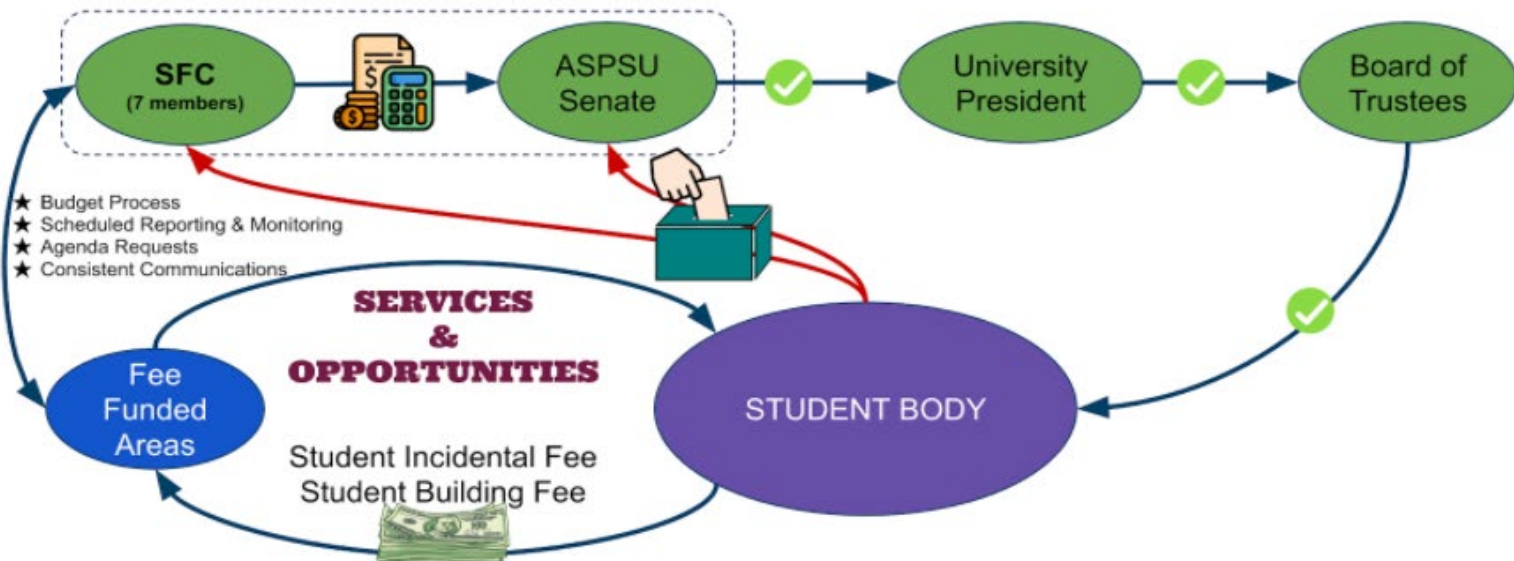 SFC
(7 members)
ASPSU
Senate
University
President
Board of
Trustees
★ Budget Process
★ Scheduled Reporting & Monitoring
★ Agenda Requests
★ Consistent Communications
SERVICES
&
OPPORTUNITIES
Fee
Funded
Areas
STUDENT BODY
Student Incidental Fee
Student Building Fee